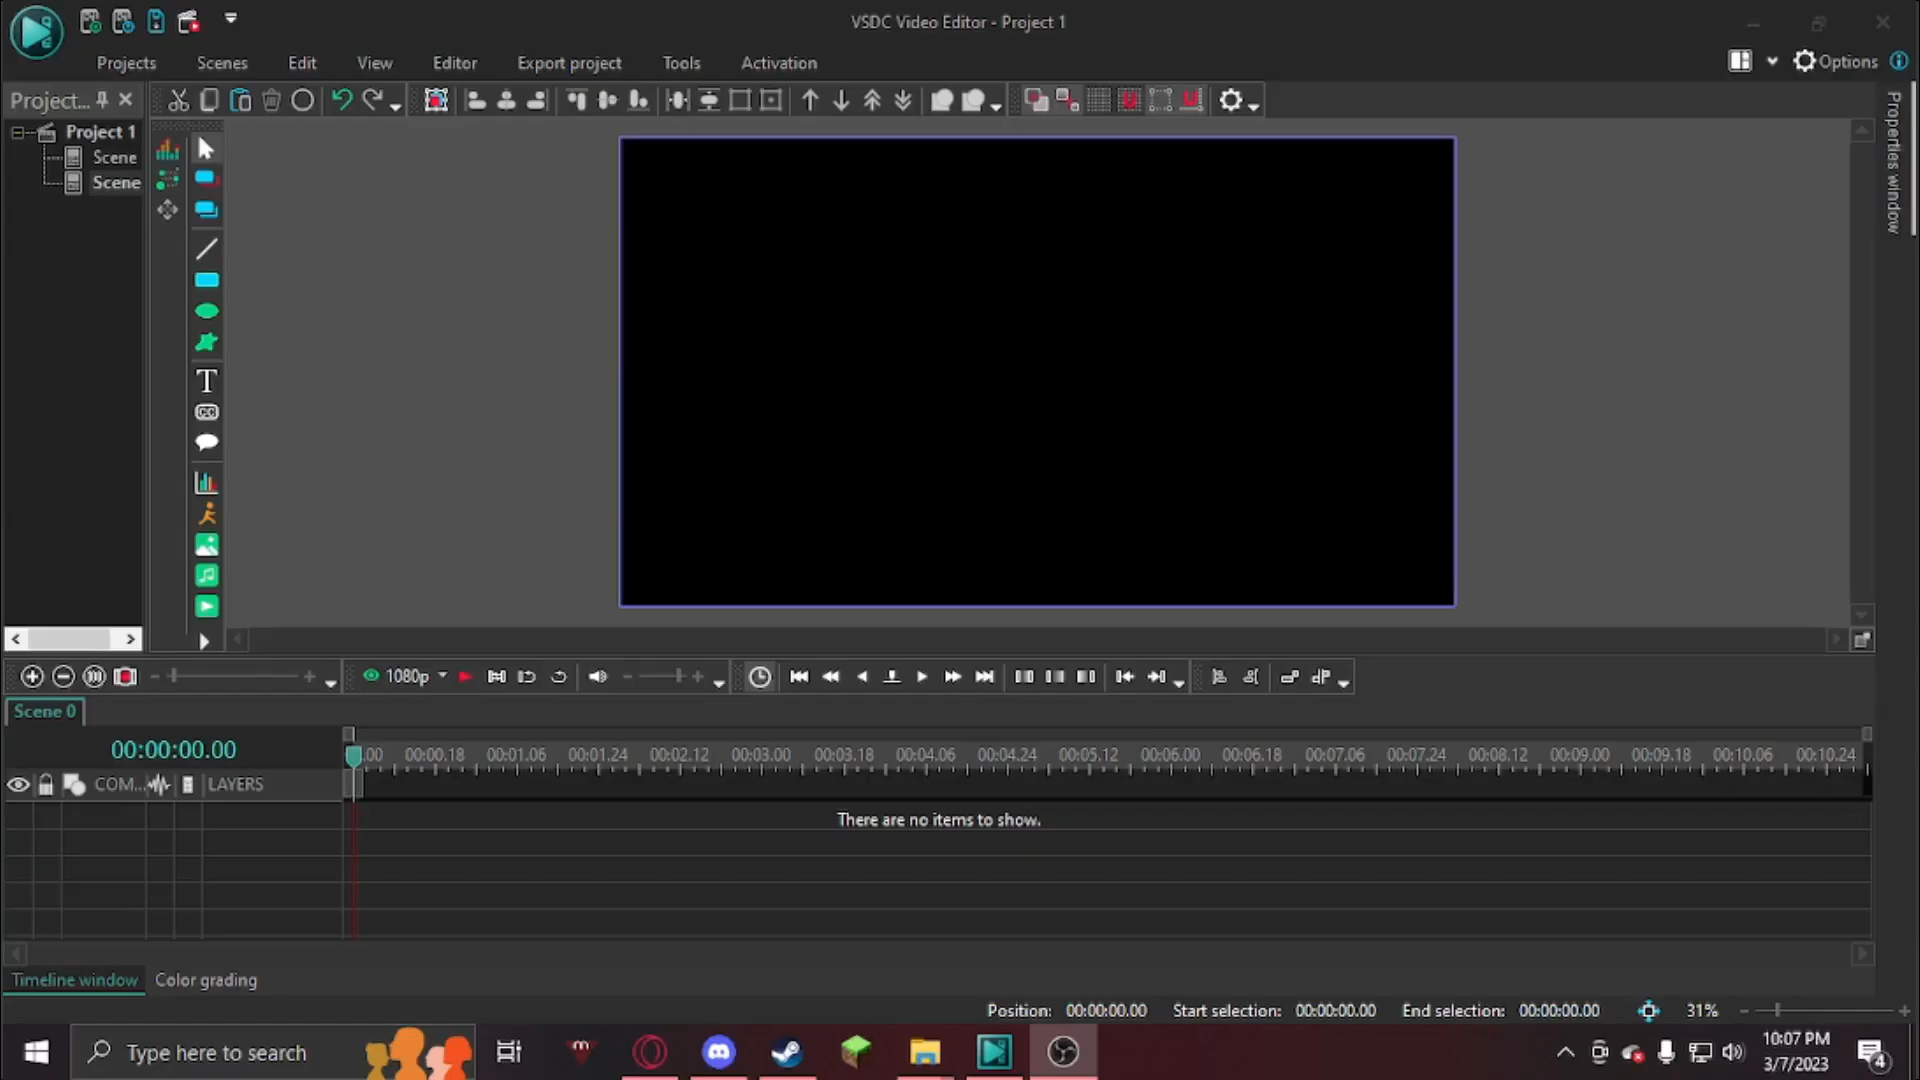 VSDC Video Editor - Project 1
Projects
Scenes
Edit
View
Editor
Export project
Tools
Activation
Options
Project...
Project 1
Scene
Scene
Properties window
T
CC
1080p
Scene 0
00:00:00.00
.00
00:00.18
00:01.06
00:01.24
00:02.12
00:03.00
00:03.18
00:04.06
00:04.24
00:05.12
00:06.00
00:06.18
00:07.06
00:07.24
00:08.12
00:09.00
00:09.18
00:10.06
00:10.24
COM...
LAYERS
There are no items to show.
Timeline window
Color grading
Position: 00:00:00.00
Start selection: 00:00:00.00
End selection: 00:00:00.00
31%
Type here to search
10:07 PM
3/7/2023
4